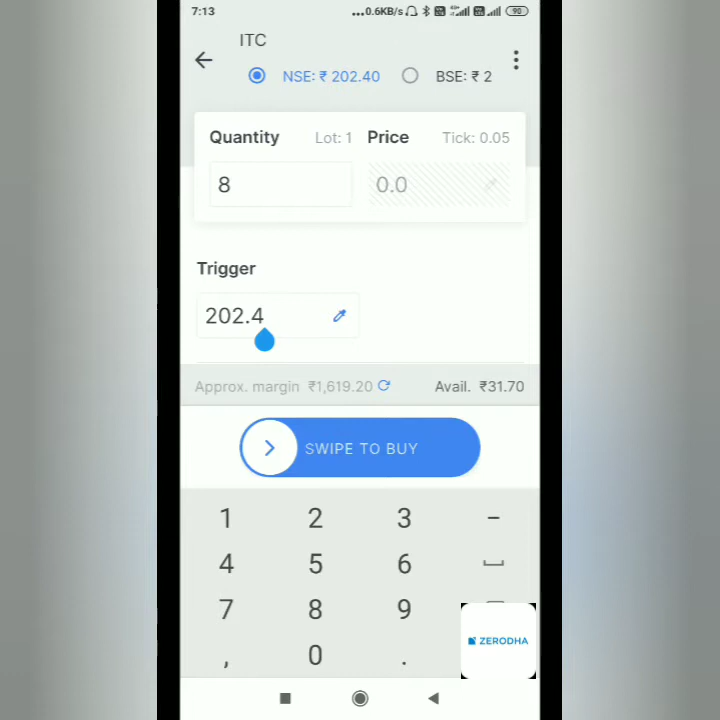 7:13 ...0.6KB/s 90
ITC
NSE: ₹ 202.40 BSE: ₹ 2
Quantity Lot: 1 Price Tick: 0.05
8 0.0
Trigger
202.4
Approx. margin ₹1,619.20 Avail. ₹31.70
SWIPE TO BUY
1 2 3 -
4 5 6
7 8 9
ZERODHA
, 0 .